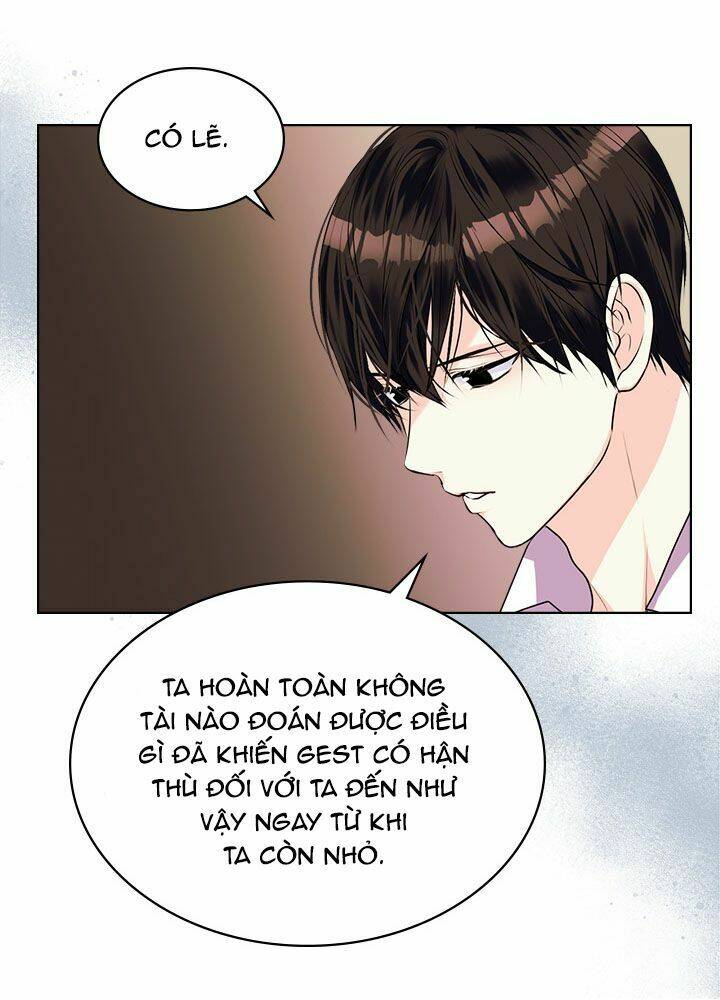 CÓ LẼ.
TA HOÀN TOÀN KHÔNG
TÀI NÀO ĐOÁN ĐƯỢC ĐIỀU
GÌ ĐÃ KHIẾN GEST CÓ HẬN
THÙ ĐỐI VỚI TA ĐẾN NHƯ
VẬY NGAY TỪ KHI
TA CÒN NHỎ.